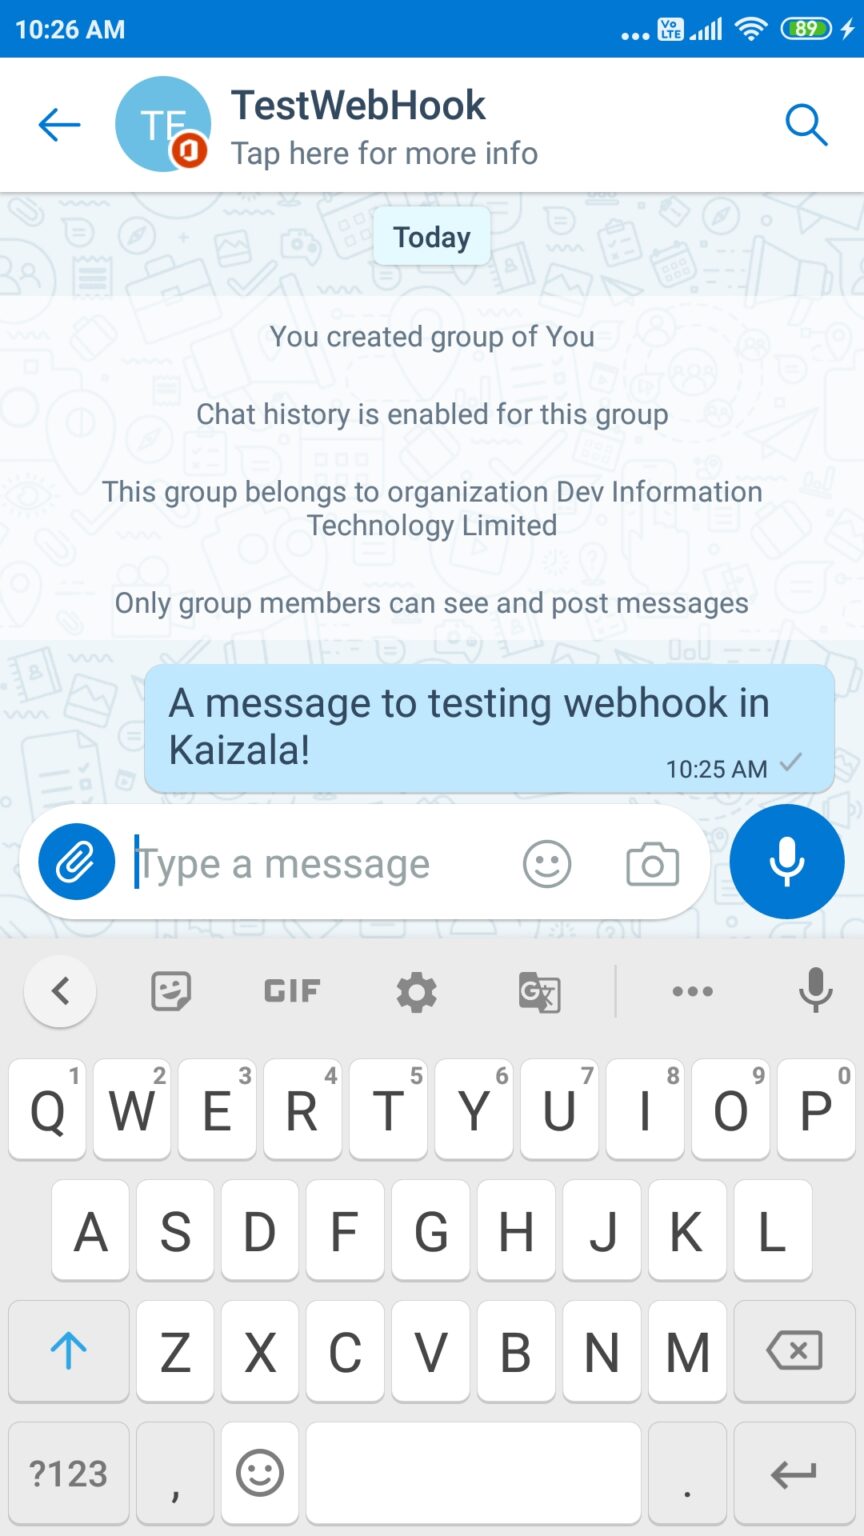 10:26 AM
Vo
LTE
89
TE
TestWebHook
Tap here for more info
Today
You created group of You
Chat history is enabled for this group
This group belongs to organization Dev Information
Technology Limited
Only group members can see and post messages
A message to testing webhook in
Kaizala!
10:25 AM
Type a message
GIF
G文
1 2 3 4 5 6 7 8 9 0
Q W E R T Y U I O P
A S D F G H J K L
Z X C V B N M
?123 , .